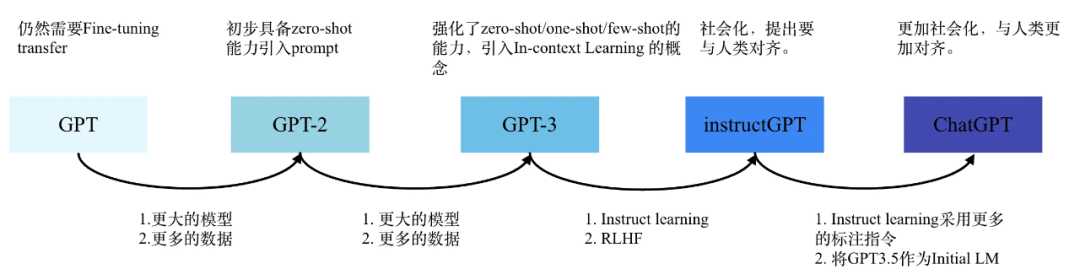 仍然需要Fine-tuning
transfer
初步具备zero-shot
能力引入prompt
强化了zero-shot/one-shot/few-shot的
能力，引入In-context Learning 的概
念
社会化，提出要
与人类对齐。
更加社会化，与人类更
加对齐。
GPT
GPT-2
GPT-3
instructGPT
ChatGPT
1.更大的模型
2.更多的数据
1. 更大的模型
2. 更多的数据
1. Instruct learning
2. RLHF
1. Instruct learning采用更多
的标注指令
2. 将GPT3.5作为Initial LM